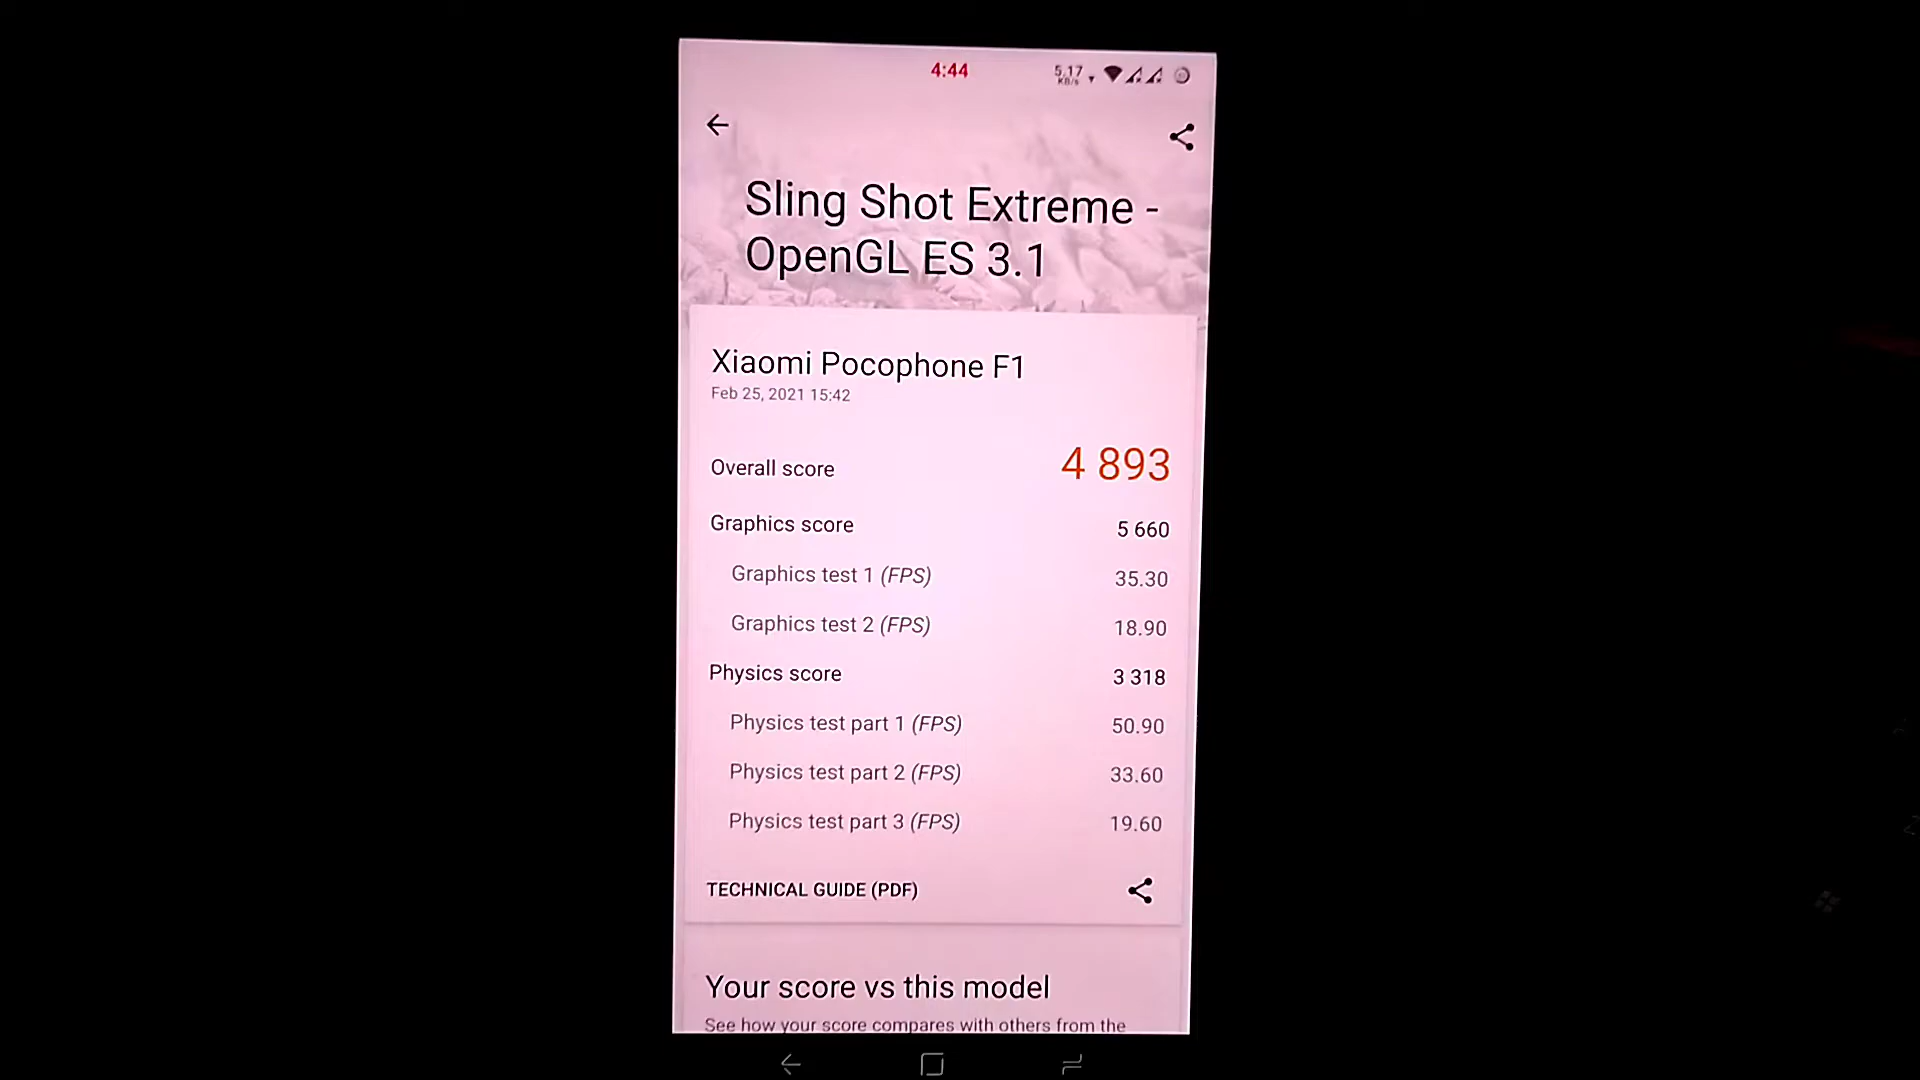 4:44
5.17
KB/s
Sling Shot Extreme -
OpenGL ES 3.1
Xiaomi Pocophone F1
Feb 25, 2021 15:42
Overall score 4 893
Graphics score 5 660
Graphics test 1 (FPS) 35.30
Graphics test 2 (FPS) 18.90
Physics score 3 318
Physics test part 1 (FPS) 50.90
Physics test part 2 (FPS) 33.60
Physics test part 3 (FPS) 19.60
TECHNICAL GUIDE (PDF)
Your score vs this model
See how your score compares with others from the